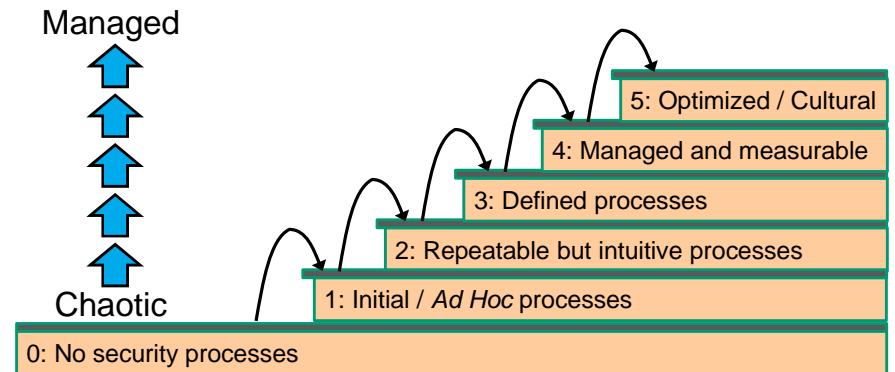 Managed
5: Optimized / Cultural
4: Managed and measurable
3: Defined processes
2: Repeatable but intuitive processes
1: Initial / Ad Hoc processes
Chaotic
0: No security processes